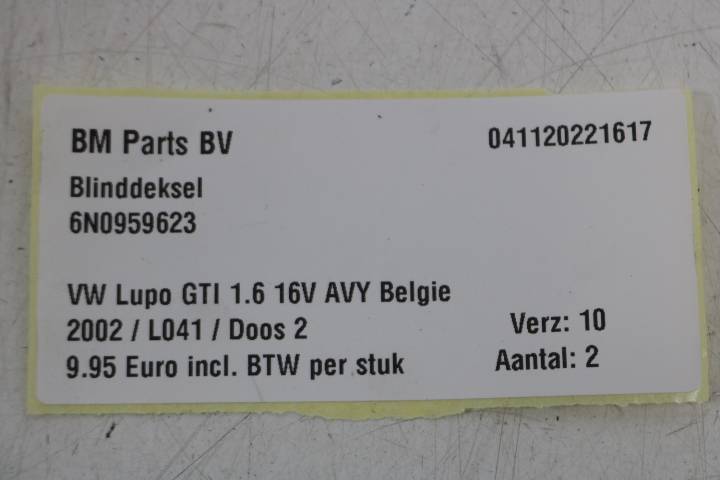 BM Parts BV 041120221617
Blinddeksel
6N0959623
VW Lupo GTI 1.6 16V AVY Belgie
2002 / L041 / Doos 2 Verz: 10
9.95 Euro incl. BTW per stuk Aantal: 2